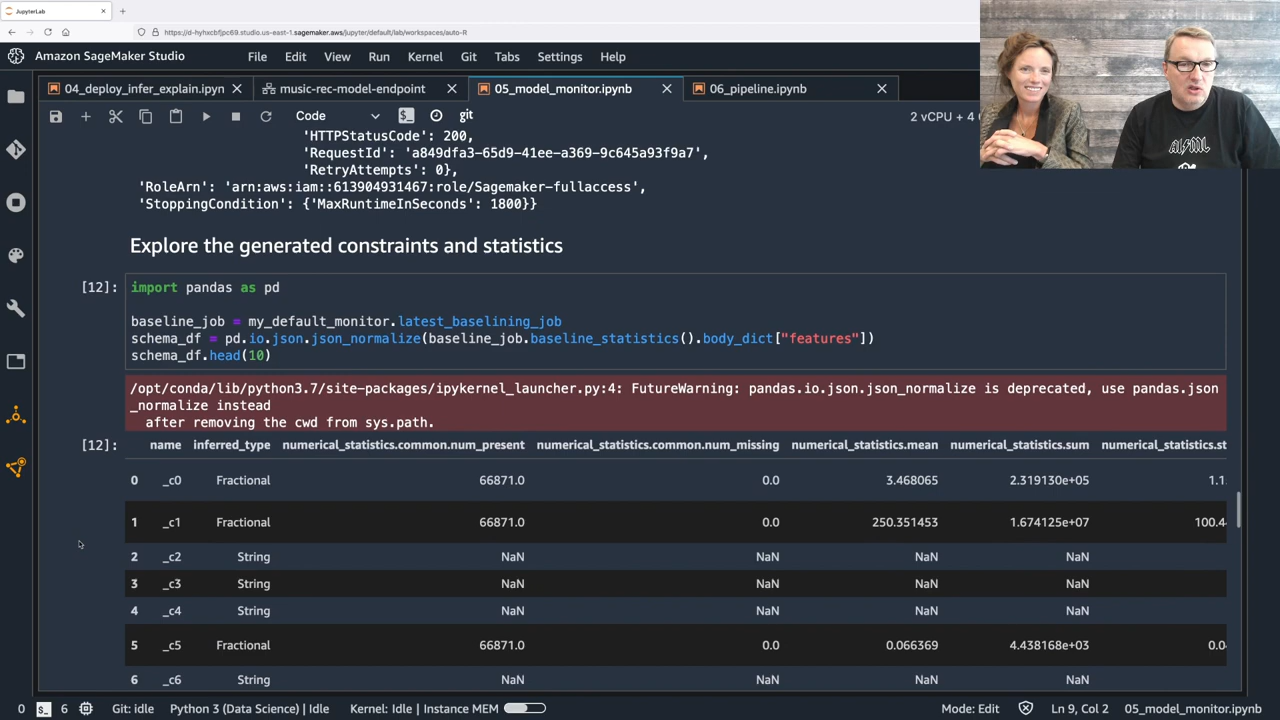 JupyterLab
https://d-hyhxcbfjpc69.studio.us-east-1.sagemaker.aws/jupyter/default/lab/workspaces/auto-R
Amazon SageMaker Studio File Edit View Run Kernel Git Tabs Settings Help
04_deploy_infer_explain.ipyn music-rec-model-endpoint 05_model_monitor.ipynb 06_pipeline.ipynb
Code git 2 vCPU + 4
'HTTPStatusCode': 200,
'RequestId': 'a849dfa3-65d9-41ee-a369-9c645a93f9a7',
'RetryAttempts': 0},
'RoleArn': 'arn:aws:iam::613904931467:role/Sagemaker-fullaccess',
'StoppingCondition': {'MaxRuntimeInSeconds': 1800}}
Explore the generated constraints and statistics
[12]: import pandas as pd
baseline_job = my_default_monitor.latest_baselining_job
schema_df = pd.io.json.json_normalize(baseline_job.baseline_statistics().body_dict["features"])
schema_df.head(10)
/opt/conda/lib/python3.7/site-packages/ipykernel_launcher.py:4: FutureWarning: pandas.io.json.json_normalize is deprecated, use pandas.json
_normalize instead
after removing the cwd from sys.path.
[12]: name inferred_type numerical_statistics.common.num_present numerical_statistics.common.num_missing numerical_statistics.mean numerical_statistics.sum numerical_statistics.st
0 _c0 Fractional 66871.0 0.0 3.468065 2.319130e+05 1.1
1 _c1 Fractional 66871.0 0.0 250.351453 1.674125e+07 100.4
2 _c2 String NaN NaN NaN NaN
3 _c3 String NaN NaN NaN NaN
4 _c4 String NaN NaN NaN NaN
5 _c5 Fractional 66871.0 0.0 0.066369 4.438168e+03 0.0
6 _c6 String NaN NaN NaN NaN
0 6 Git: idle Python 3 (Data Science) | Idle Kernel: Idle | Instance MEM Mode: Edit Ln 9, Col 2 05_model_monitor.ipynb
AI/ML